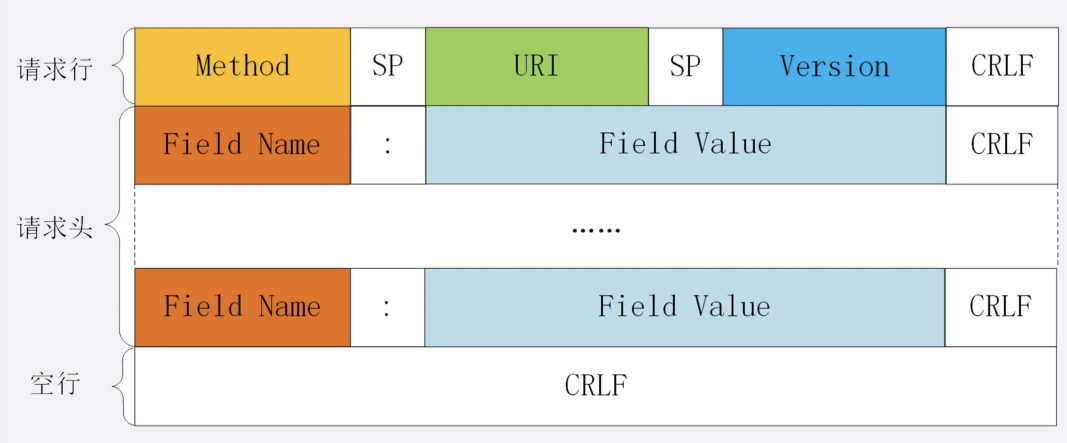 请求行 Method SP URI SP Version CRLF
Field Name : Field Value CRLF
请求头 ……
Field Name : Field Value CRLF
空行 CRLF